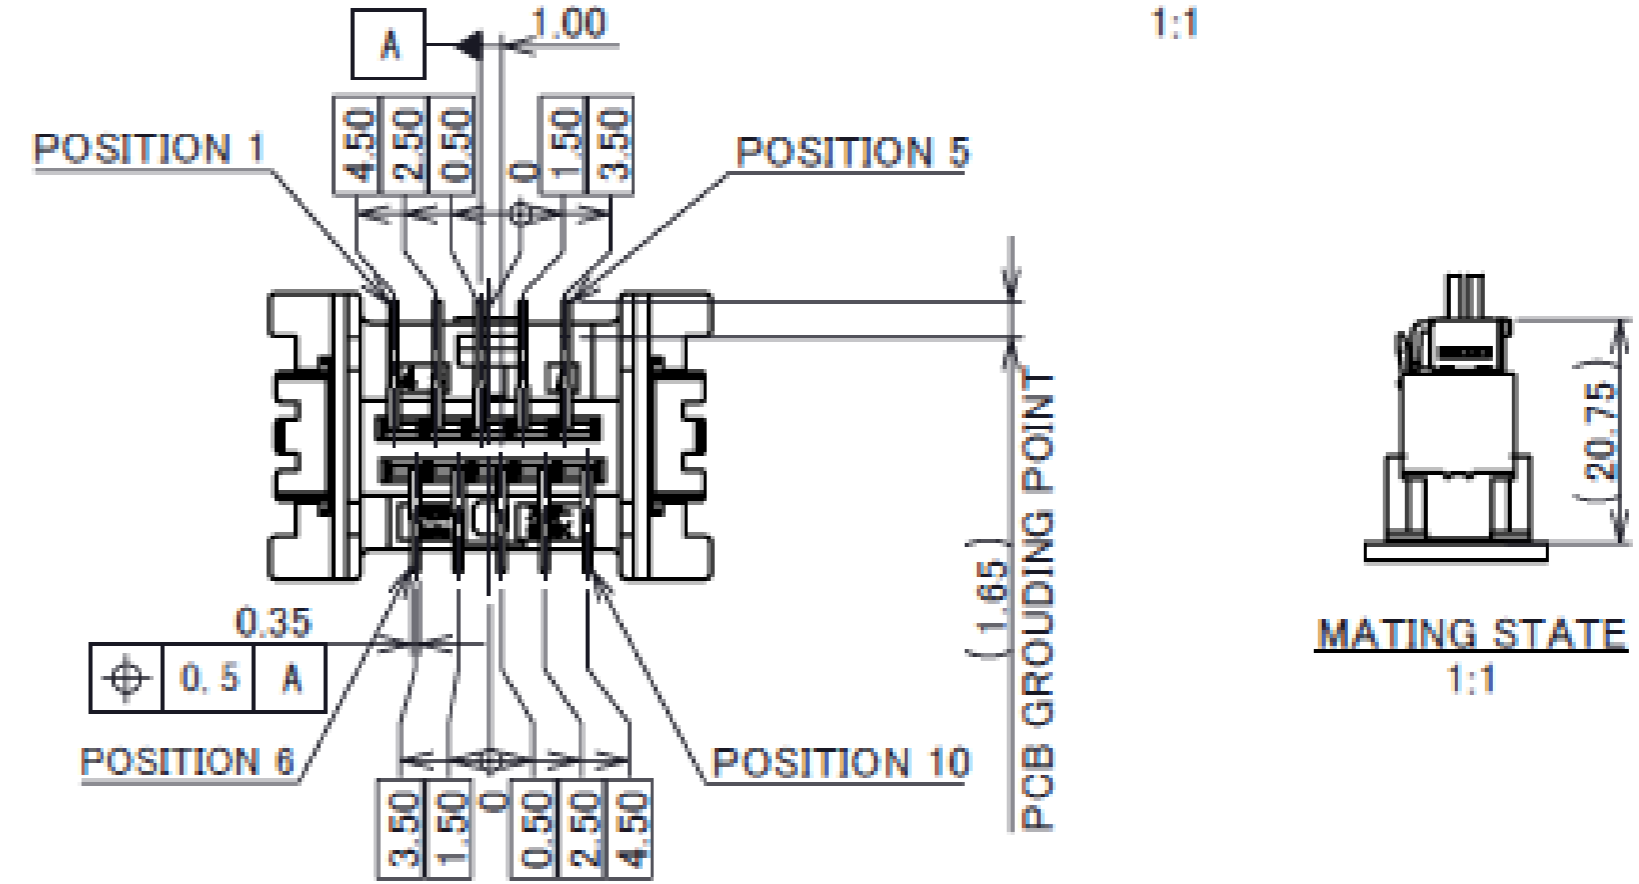 A
1.00
1:1
4.50
2.50
0.50
0
1.50
3.50
POSITION 1
POSITION 5
(20.75)
(1.65)
PCB GROUDING POINT
0.35
0.5 A
MATING STATE
1:1
POSITION 6
POSITION 10
3.50
1.50
0
0.50
2.50
4.50